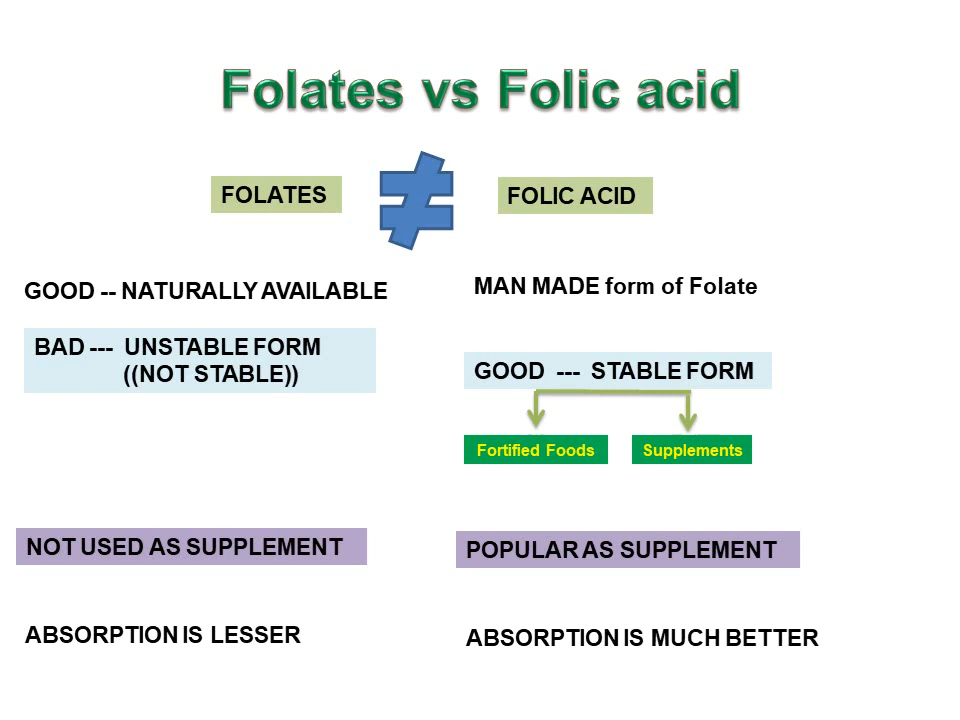 Folates vs Folic acid
FOLATES
FOLIC ACID
GOOD -- NATURALLY AVAILABLE
BAD --- UNSTABLE FORM
((NOT STABLE))
MAN MADE form of Folate
GOOD --- STABLE FORM
Fortified Foods
Supplements
NOT USED AS SUPPLEMENT
POPULAR AS SUPPLEMENT
ABSORPTION IS LESSER
ABSORPTION IS MUCH BETTER